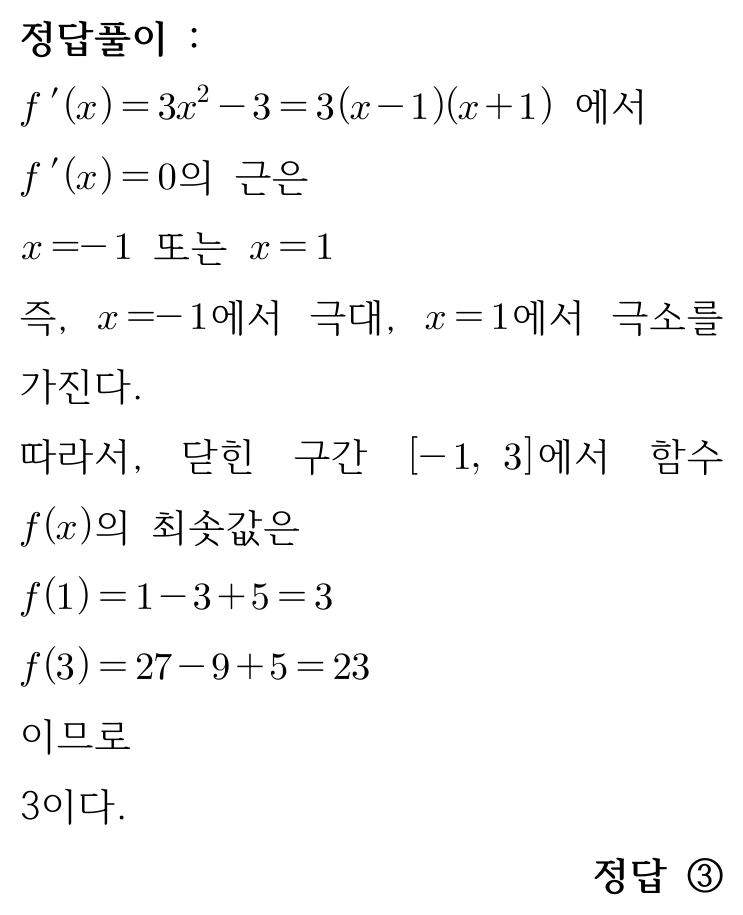 정답풀이 :
f ′(x) = 3x² − 3 = 3(x − 1)(x + 1) 에서
f ′(x) = 0의 근은
x = − 1 또는 x = 1
즉, x = − 1에서 극대, x = 1에서 극소를
가진다.
따라서, 닫힌 구간 [− 1, 3]에서 함수
f(x)의 최솟값은
f(1) = 1 − 3 + 5 = 3
f(3) = 27 − 9 + 5 = 23
이므로
3이다.
정답 ③